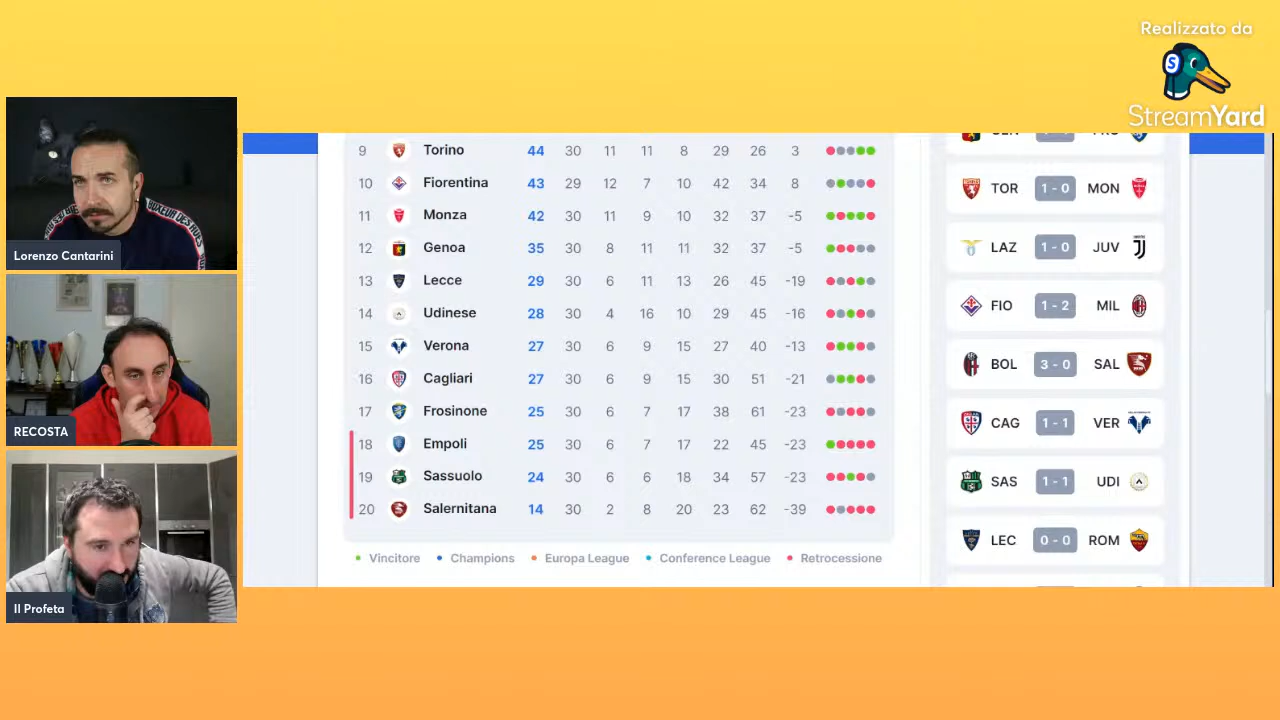 Realizzato da
StreamYard
Lorenzo Cantarini
RECOSTA
Il Profeta
9 Torino 44 30 11 11 8 29 26 3
10 Fiorentina 43 29 12 7 10 42 34 8
11 Monza 42 30 11 9 10 32 37 -5
12 Genoa 35 30 8 11 11 32 37 -5
13 Lecce 29 30 6 11 13 26 45 -19
14 Udinese 28 30 4 16 10 29 45 -16
15 Verona 27 30 6 9 15 27 40 -13
16 Cagliari 27 30 6 9 15 30 51 -21
17 Frosinone 25 30 6 7 17 38 61 -23
18 Empoli 25 30 6 7 17 22 45 -23
19 Sassuolo 24 30 6 6 18 34 57 -23
20 Salernitana 14 30 2 8 20 23 62 -39
Vincitore Champions Europa League Conference League Retrocessione
TOR 1 - 0 MON
LAZ 1 - 0 JUV
FIO 1 - 2 MIL
BOL 3 - 0 SAL
CAG 1 - 1 VER
SAS 1 - 1 UDI
LEC 0 - 0 ROM